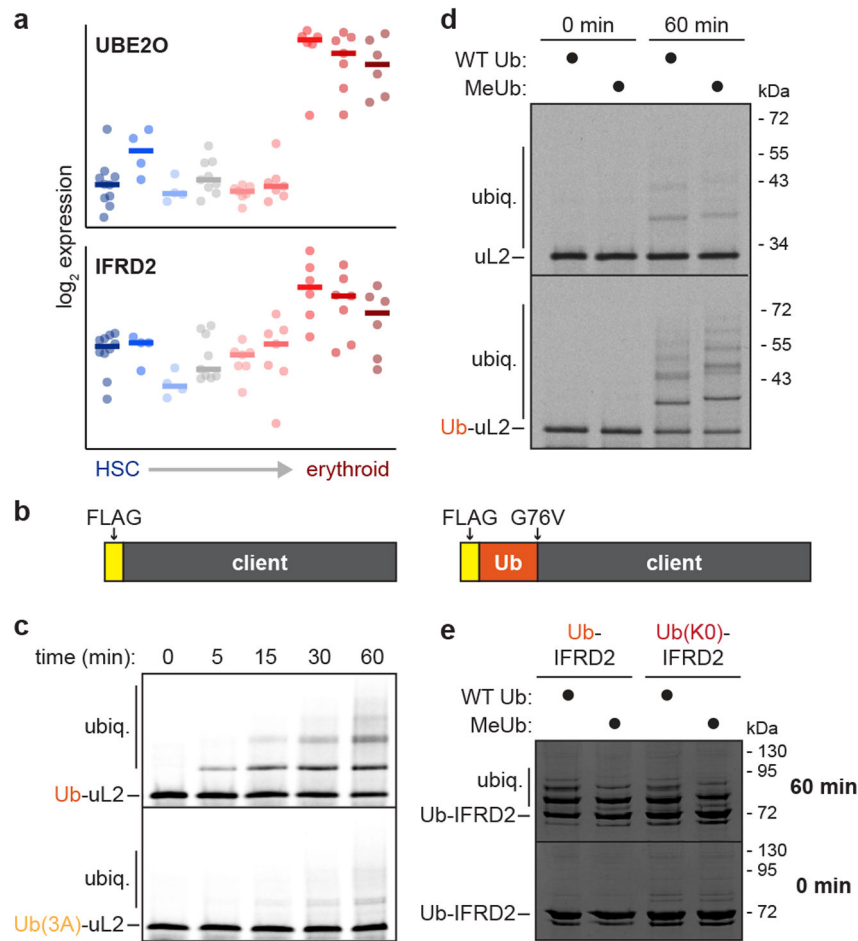 a
UBE2O
IFRD2
log2 expression
HSC
erythroid
b
FLAG
client
FLAG G76V
Ub client
c
time (min): 0 5 15 30 60
ubiq.
Ub-uL2
ubiq.
Ub(3A)-uL2
d
0 min 60 min
WT Ub:
MeUb:
kDa
- 72
- 55
- 43
- 34
ubiq.
uL2
- 72
- 55
- 43
ubiq.
Ub-uL2
e
Ub- Ub(K0)-
IFRD2 IFRD2
WT Ub:
MeUb:
kDa
- 130
- 95
- 72
ubiq.
Ub-IFRD2
60 min
- 130
- 95
- 72
Ub-IFRD2
0 min